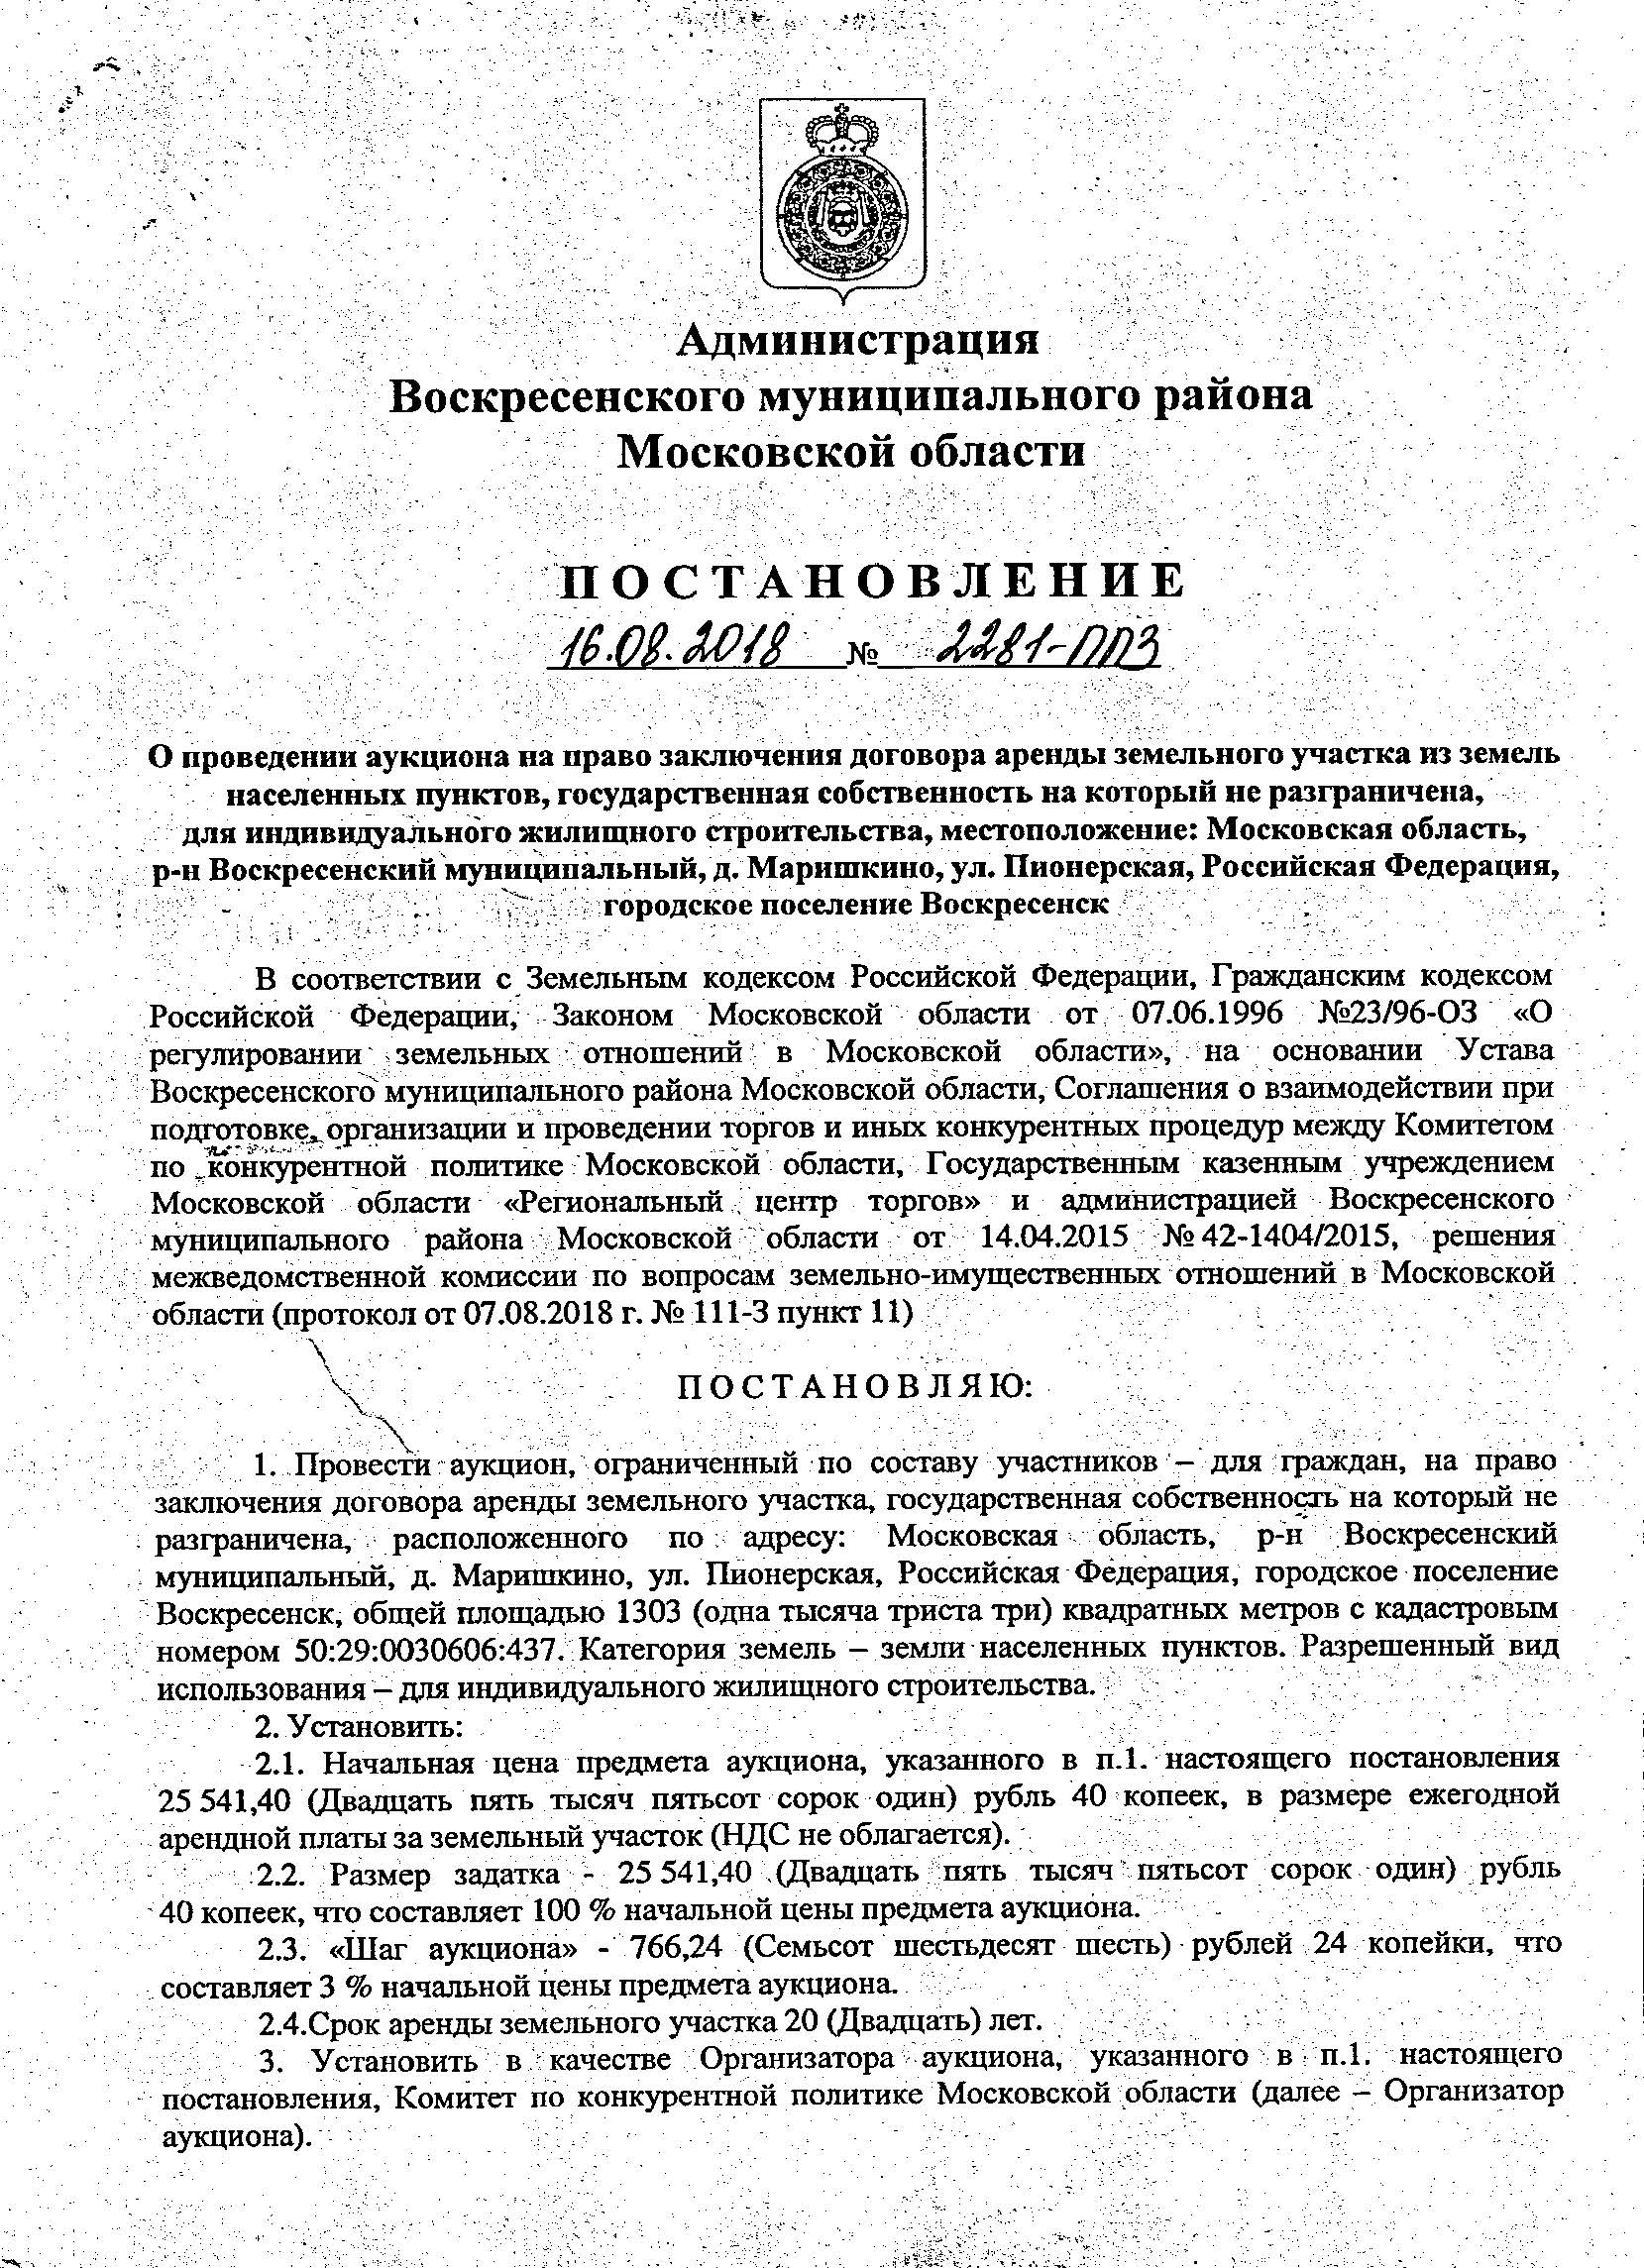 Администрация
Воскресенского муниципального района
Московской области
ПОСТАНОВЛЕНИЕ
16.08.2018 № 2281-ППЗ
О проведении аукциона на право заключения договора аренды земельного участка из земель
населенных пунктов, государственная собственность на который не разграничена,
для индивидуального жилищного строительства, местоположение: Московская область,
р-н Воскресенский муниципальный, д. Маришкино, ул. Пионерская, Российская Федерация,
городское поселение Воскресенск
В соответствии с Земельным кодексом Российской Федерации, Гражданским кодексом
Российской Федерации, Законом Московской области от 07.06.1996 №23/96-ОЗ «О
регулировании земельных отношений в Московской области», на основании Устава
Воскресенского муниципального района Московской области, Соглашения о взаимодействии при
подготовке, организации и проведении торгов и иных конкурентных процедур между Комитетом
по конкурентной политике Московской области, Государственным казенным учреждением
Московской области «Региональный центр торгов» и администрацией Воскресенского
муниципального района Московской области от 14.04.2015 № 42-1404/2015, решения
межведомственной комиссии по вопросам земельно-имущественных отношений в Московской
области (протокол от 07.08.2018 г. № 111-З пункт 11)
ПОСТАНОВЛЯЮ:
1. Провести аукцион, ограниченный по составу участников – для граждан, на право
заключения договора аренды земельного участка, государственная собственность на который не
разграничена, расположенного по адресу: Московская область, р-н Воскресенский
муниципальный, д. Маришкино, ул. Пионерская, Российская Федерация, городское поселение
Воскресенск, общей площадью 1303 (одна тысяча триста три) квадратных метров с кадастровым
номером 50:29:0030606:437. Категория земель – земли населенных пунктов. Разрешенный вид
использования – для индивидуального жилищного строительства.
2. Установить:
2.1. Начальная цена предмета аукциона, указанного в п.1. настоящего постановления
25 541,40 (Двадцать пять тысяч пятьсот сорок один) рубль 40 копеек, в размере ежегодной
арендной платы за земельный участок (НДС не облагается).
2.2. Размер задатка - 25 541,40 (Двадцать пять тысяч пятьсот сорок один) рубль
40 копеек, что составляет 100 % начальной цены предмета аукциона.
2.3. «Шаг аукциона» - 766,24 (Семьсот шестьдесят шесть) рублей 24 копейки, что
составляет 3 % начальной цены предмета аукциона.
2.4.Срок аренды земельного участка 20 (Двадцать) лет.
3. Установить в качестве Организатора аукциона, указанного в п.1. настоящего
постановления, Комитет по конкурентной политике Московской области (далее – Организатор
аукциона).